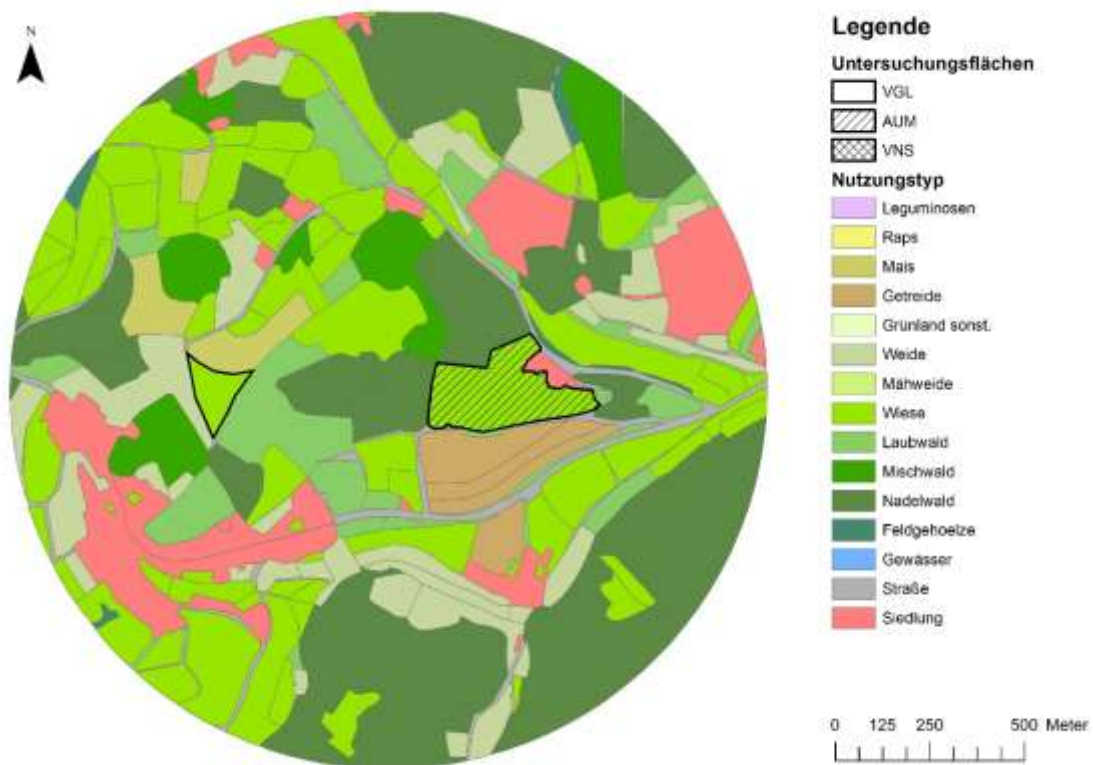 N
Legende
Untersuchungsflächen
VGL
AUM
VNS
Nutzungstyp
Leguminosen
Raps
Mais
Getreide
Grünland sonst.
Weide
Mähweide
Wiese
Laubwald
Mischwald
Nadelwald
Feldgehoelze
Gewässer
Straße
Siedlung
0 125 250 500 Meter